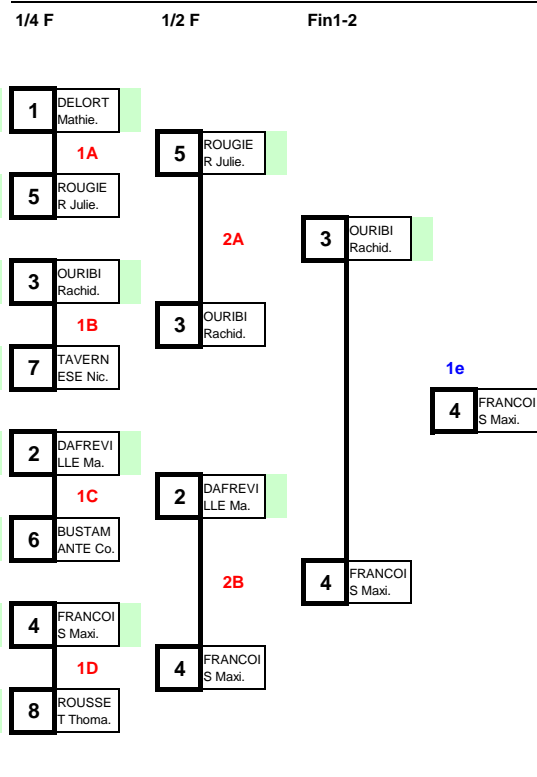 1/4 F 1/2 F Fin1-2
1 DELORT
Mathie.
1A
5 ROUGIE
R Julie.
3 OURIBI
Rachid.
1B
7 TAVERN
ESE Nic.
2 DAFREVI
LLE Ma.
1C
6 BUSTAM
ANTE Co.
4 FRANCOI
S Maxi.
1D
8 ROUSSE
T Thoma.
5 ROUGIE
R Julie.
2A
3 OURIBI
Rachid.
2 DAFREVI
LLE Ma.
2B
4 FRANCOI
S Maxi.
3 OURIBI
Rachid.
4 FRANCOI
S Maxi.
1e
4 FRANCOI
S Maxi.